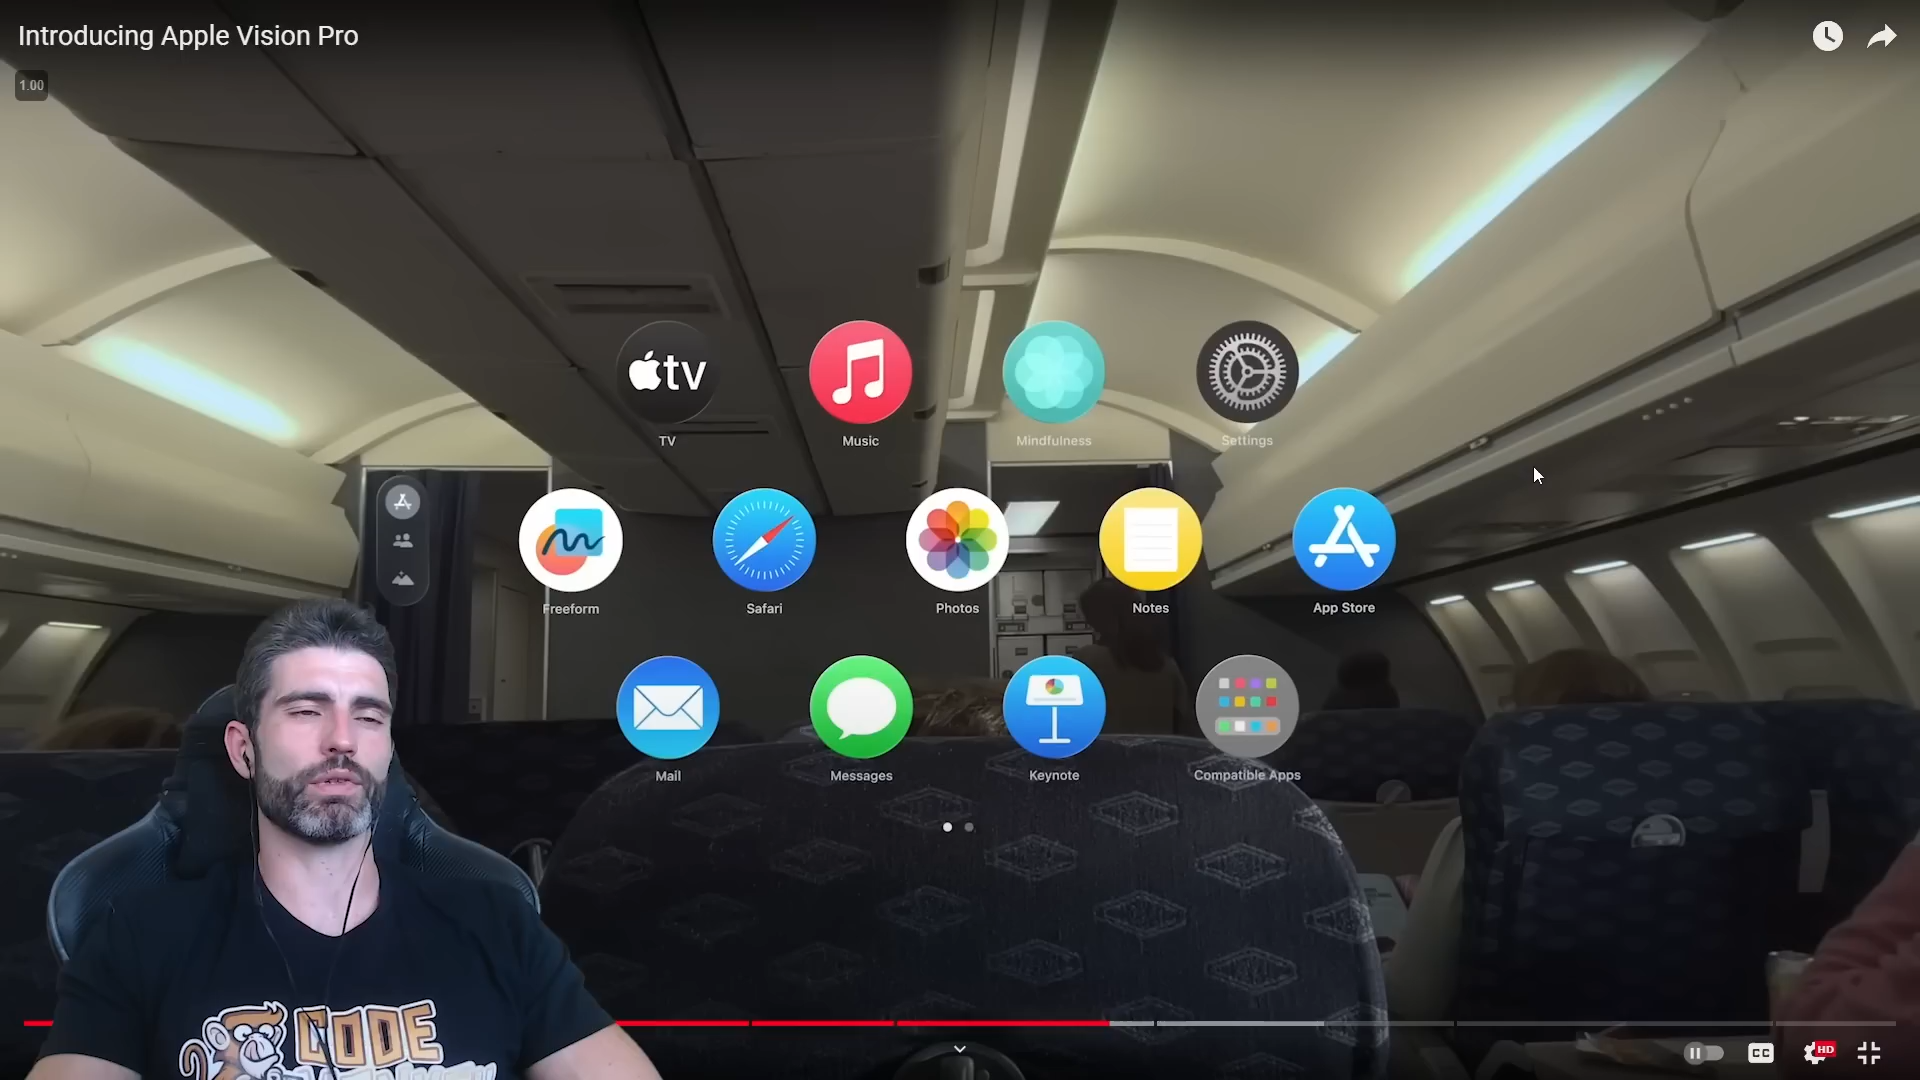 Introducing Apple Vision Pro
1.00
tv
TV
Music
Mindfulness
Settings
Freeform
Safari
Photos
Notes
App Store
Mail
Messages
Keynote
Compatible Apps
CODE
CC
HD